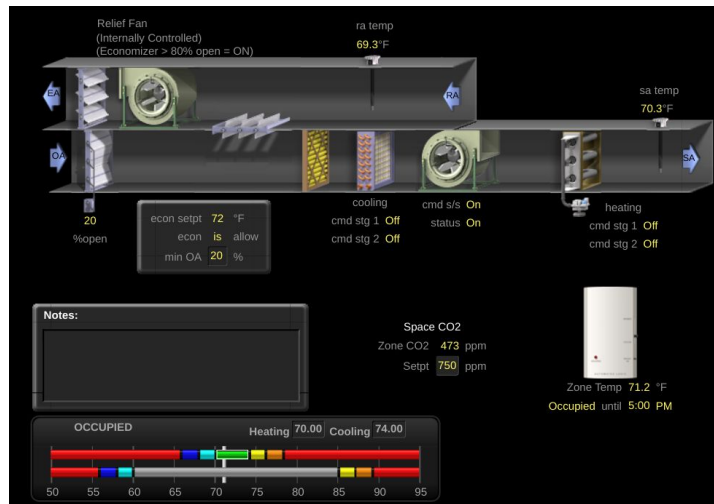 Relief Fan
(Internally Controlled)
(Economizer > 80% open = ON)
ra temp
69.3°F
sa temp
70.3°F
EA
RA
OA
SA
20
%open
econ setpt 72 °F
econ is allow
min OA 20 %
cooling
cmd stg 1 Off
cmd stg 2 Off
cmd s/s On
status On
heating
cmd stg 1 Off
cmd stg 2 Off
Notes:
Space CO2
Zone CO2 473 ppm
Setpt 750 ppm
Zone Temp 71.2 °F
Occupied until 5:00 PM
OCCUPIED Heating 70.00 Cooling 74.00
50 55 60 65 70 75 80 85 90 95